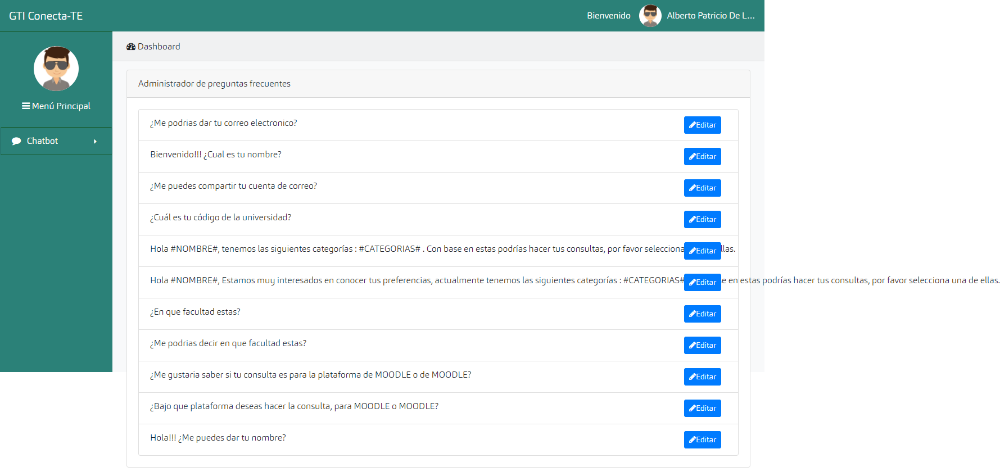 GTI Conecta-TE
Bienvenido
Alberto Patricio De L...
Menú Principal
Chatbot
Dashboard
Administrador de preguntas frecuentes
¿Me podrias dar tu correo electronico? Editar
Bienvenido!!! ¿Cual es tu nombre? Editar
¿Me puedes compartir tu cuenta de correo? Editar
¿Cuál es tu código de la universidad? Editar
Hola #NOMBRE#, tenemos las siguientes categorías : #CATEGORIAS# . Con base en estas podrías hacer tus consultas, por favor selecciona Editar llas.
Hola #NOMBRE#, Estamos muy interesados en conocer tus preferencias, actualmente tenemos las siguientes categorías : #CATEGORIAS# Editar e en estas podrías hacer tus consultas, por favor selecciona una de ellas.
¿En que facultad estas? Editar
¿Me podrias decir en que facultad estas? Editar
¿Me gustaria saber si tu consulta es para la plataforma de MOODLE o de MOODLE? Editar
¿Bajo que plataforma deseas hacer la consulta, para MOODLE o MOODLE? Editar
Hola!!! ¿Me puedes dar tu nombre? Editar